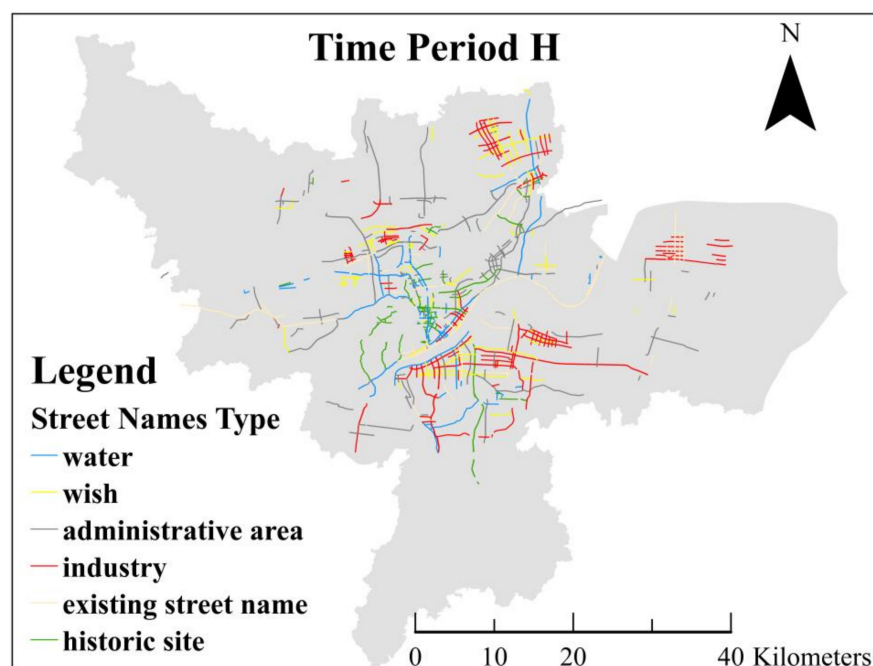 Time Period H
N
Legend
Street Names Type
water
wish
administrative area
industry
existing street name
historic site
0 10 20 40 Kilometers